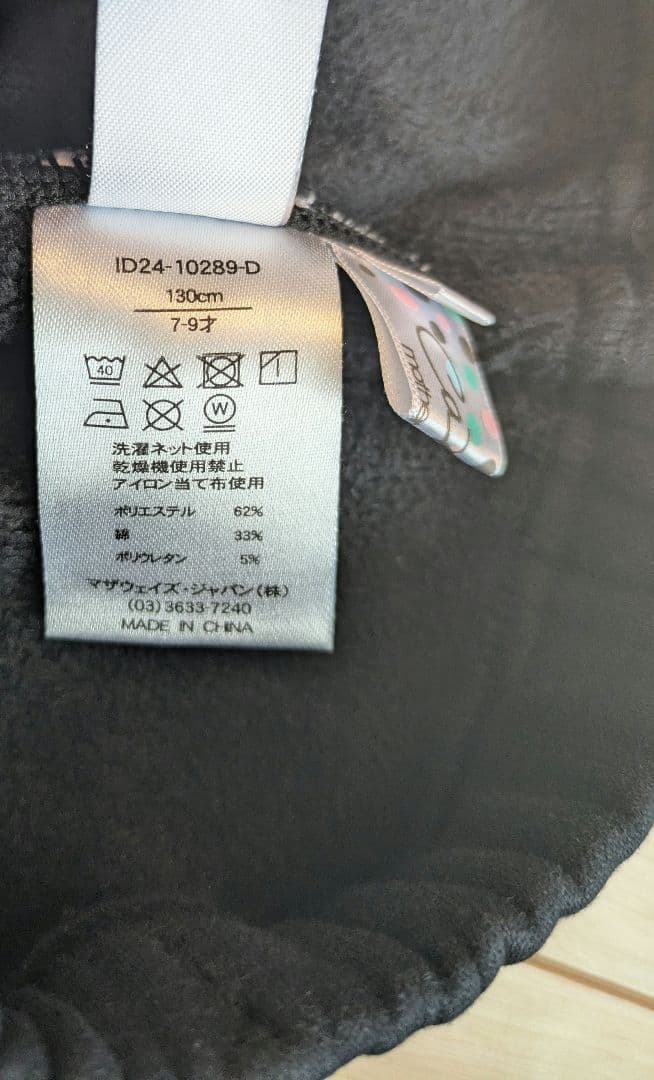 ID24-10289-D
130cm
7-9才
40
W
洗濯ネット使用
乾燥機使用禁止
アイロン当て布使用
ポリエステル 62%
綿 33%
ポリウレタン 5%
マザウェイズ・ジャパン(株)
(03)3633-7240
MADE IN CHINA